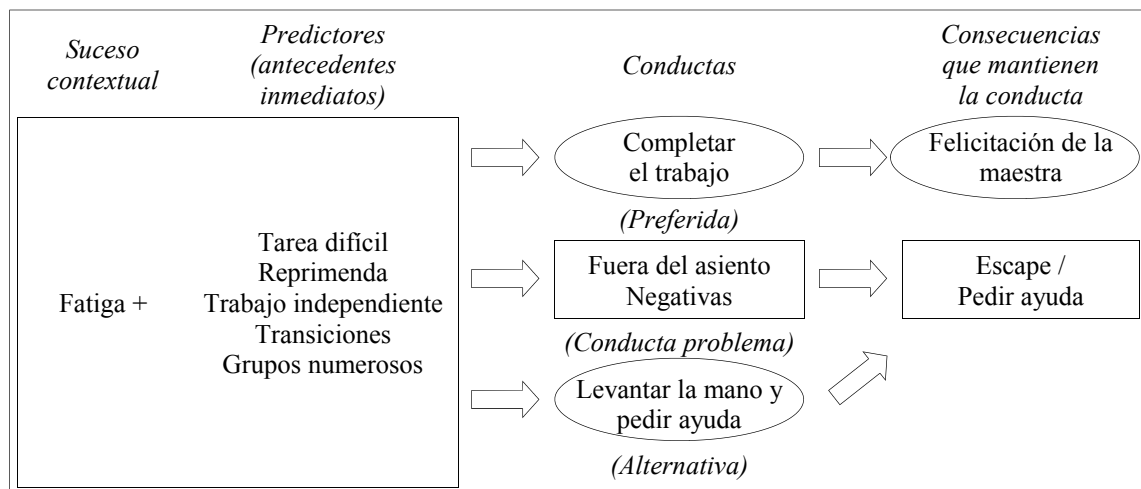 Suceso
contextual
Predictores
(antecedentes
inmediatos)
Conductas
Consecuencias
que mantienen
la conducta
Fatiga +
Tarea difícil
Reprimenda
Trabajo independiente
Transiciones
Grupos numerosos
Completar
el trabajo
(Preferida)
Felicitación de la
maestra
Fuera del asiento
Negativas
(Conducta problema)
Escape /
Pedir ayuda
Levantar la mano y
pedir ayuda
(Alternativa)